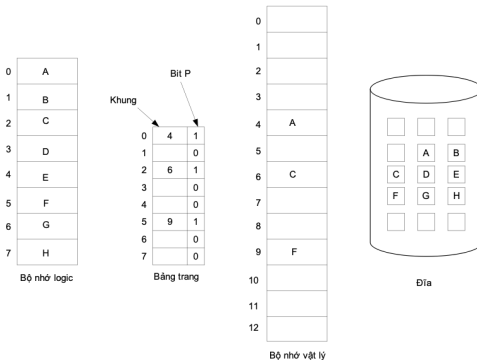 0 A
1 B
2 C
3 D
4 E
5 F
6 G
7 H
Bộ nhớ logic
Bit P
Khung
0 4 1
1 0
2 6 1
3 0
4 0
5 9 1
6 0
7 0
Bảng trang
0
1
2
3
4 A
5
6 C
7
8
9 F
10
11
12
Bộ nhớ vật lý
A B
C D E
F G H
Đĩa